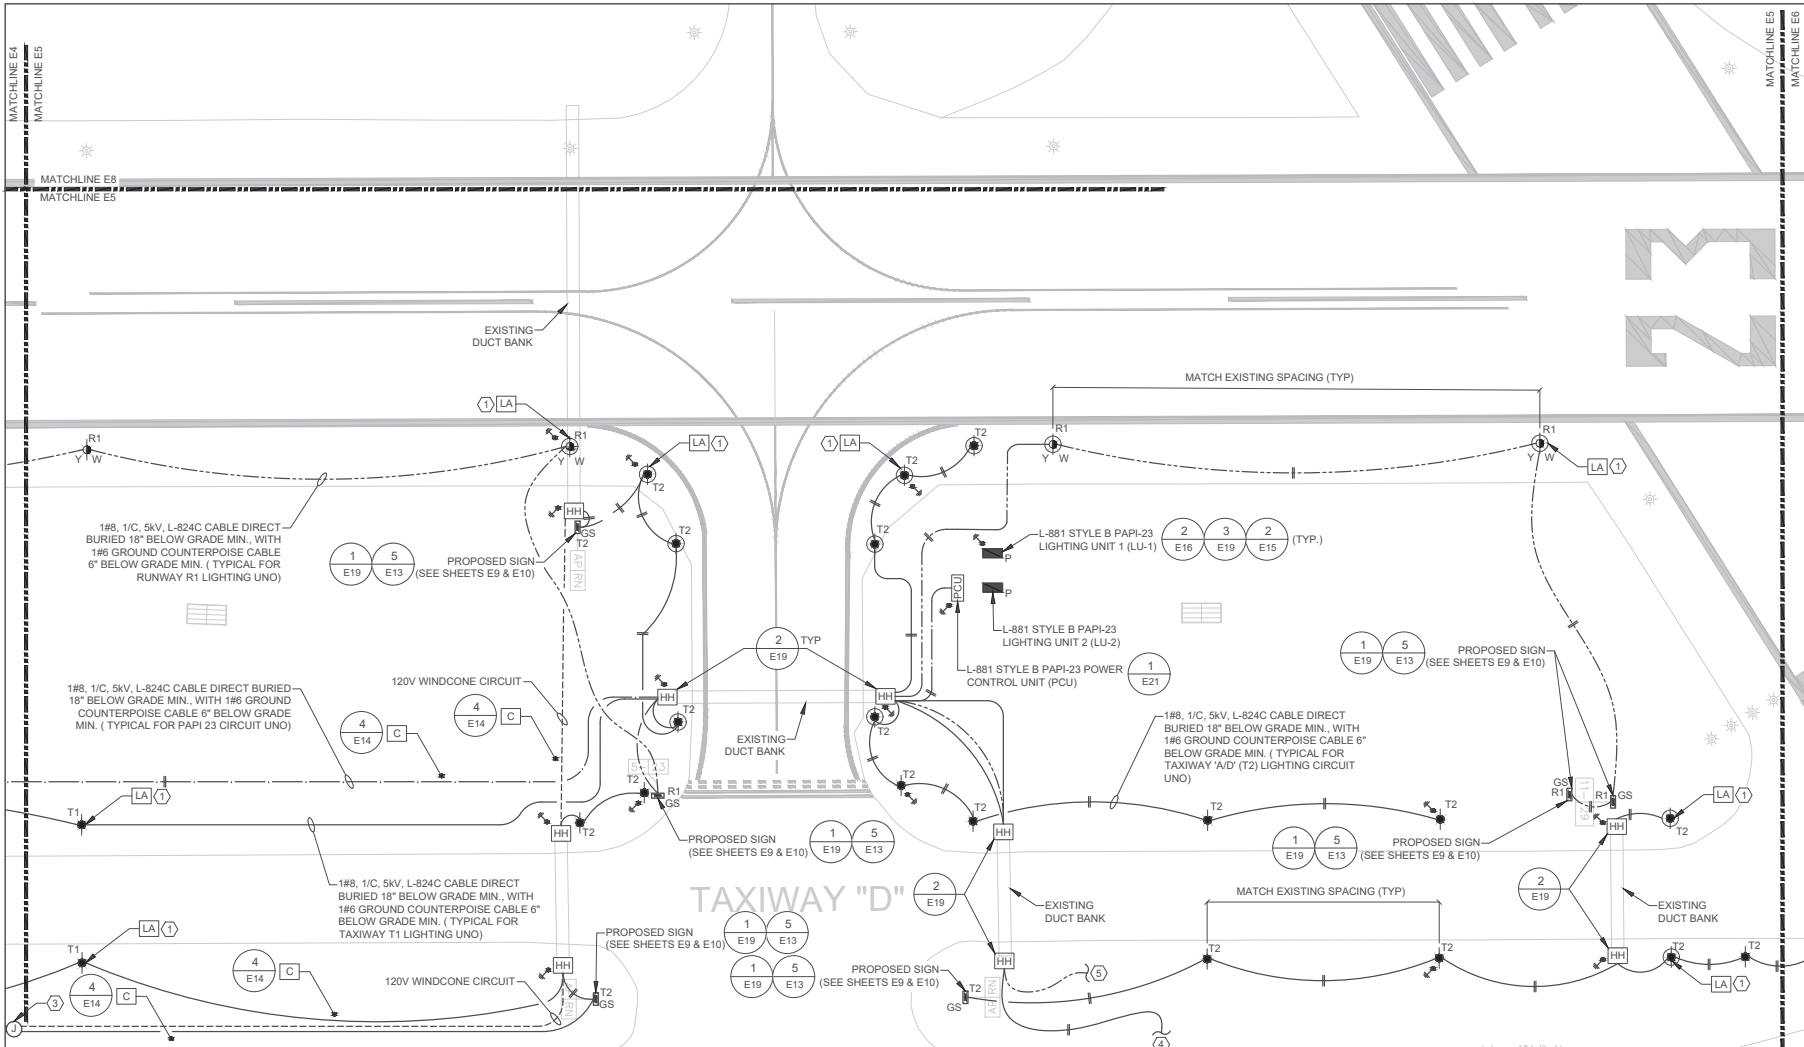 MATCHLINE E4
MATCHLINE E5
MATCHLINE E5
MATCHLINE E6
MATCHLINE E8
MATCHLINE E5
23
EXISTING
DUCT BANK
MATCH EXISTING SPACING (TYP)
1 LA
R1
Y W
R1
Y W
LA 1
T2
1 LA
T2
T2
R1
Y W
R1
Y W
LA 1
1#8, 1/C, 5kV, L-824C CABLE DIRECT
BURIED 18" BELOW GRADE MIN., WITH
1#6 GROUND COUNTERPOISE CABLE
6" BELOW GRADE MIN. ( TYPICAL FOR
RUNWAY R1 LIGHTING UNO)
1
E19
5
E13
PROPOSED SIGN
(SEE SHEETS E9 & E10)
HH
GS
T2
AP RN
T2
T2
L-881 STYLE B PAPI-23
LIGHTING UNIT 1 (LU-1)
P
2
E16
3
E19
2
E15
(TYP.)
PCU
P
L-881 STYLE B PAPI-23
LIGHTING UNIT 2 (LU-2)
L-881 STYLE B PAPI-23 POWER
CONTROL UNIT (PCU)
1
E21
2
E19
TYP
1
E19
5
E13
PROPOSED SIGN
(SEE SHEETS E9 & E10)
1#8, 1/C, 5kV, L-824C CABLE DIRECT BURIED
18" BELOW GRADE MIN., WITH 1#6 GROUND
COUNTERPOISE CABLE 6" BELOW GRADE
MIN. ( TYPICAL FOR PAPI 23 CIRCUIT UNO)
120V WINDCONE CIRCUIT
4
E14
C
4
E14
C
HH
T2
HH
T2
EXISTING
DUCT BANK
1#8, 1/C, 5kV, L-824C CABLE DIRECT
BURIED 18" BELOW GRADE MIN., WITH
1#6 GROUND COUNTERPOISE CABLE 6"
BELOW GRADE MIN. ( TYPICAL FOR
TAXIWAY 'A/D' (T2) LIGHTING CIRCUIT
UNO)
5-23
T2
R1
GS
T2
GS
R1
R1
GS
11-29
T1
LA 1
HH
T2
T2
HH
T2
T2
HH
T2
LA 1
PROPOSED SIGN
(SEE SHEETS E9 & E10)
1
E19
5
E13
1
E19
5
E13
PROPOSED SIGN
(SEE SHEETS E9 & E10)
1#8, 1/C, 5kV, L-824C CABLE DIRECT
BURIED 18" BELOW GRADE MIN., WITH
1#6 GROUND COUNTERPOISE CABLE 6"
BELOW GRADE MIN. ( TYPICAL FOR
TAXIWAY T1 LIGHTING UNO)
TAXIWAY "D"
2
E19
EXISTING
DUCT BANK
MATCH EXISTING SPACING (TYP)
2
E19
EXISTING
DUCT BANK
T1
LA 1
PROPOSED SIGN
(SEE SHEETS E9 & E10)
1
E19
5
E13
1
E19
5
E13
4
E14
C
4
E14
C
3
J
120V WINDCONE CIRCUIT
HH
T2
GS
PROPOSED SIGN
(SEE SHEETS E9 & E10)
T2
GS
HH
AP RN
5
4
T2
T2
HH
T2
T2
LA 1